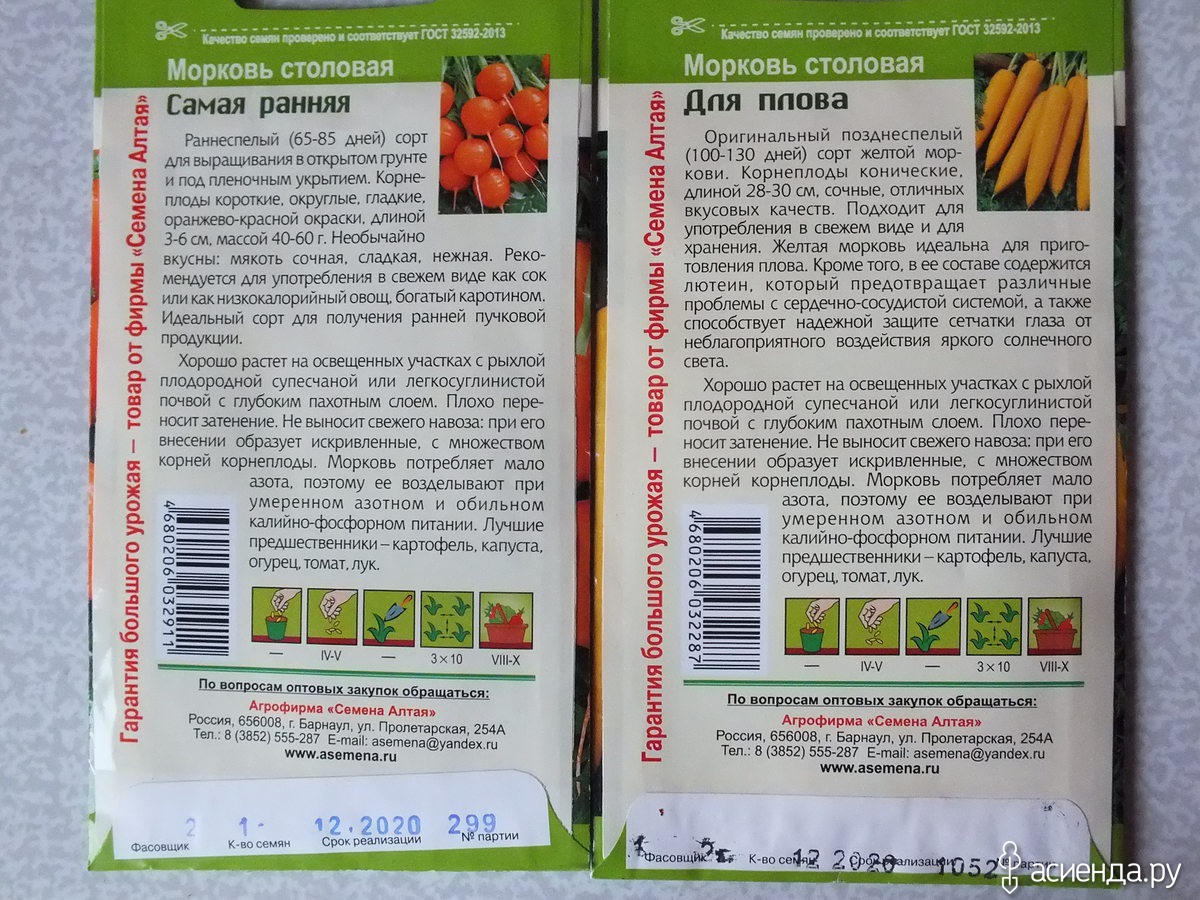 Качество семян проверено и соответствует ГОСТ 32592-2013
Морковь столовая
Самая ранняя
Гарантия большого урожая – товар от фирмы «Семена Алтая»
Раннеспелый (65-85 дней) сорт
для выращивания в открытом грунте
и под пленочным укрытием. Корне-
плоды короткие, округлые, гладкие,
оранжево-красной окраски, длиной
3-6 см, массой 40-60 г. Необычайно
вкусны: мякоть сочная, сладкая, нежная. Реко-
мендуется для употребления в свежем виде как сок
или как низкокалорийный овощ, богатый каротином.
Идеальный сорт для получения ранней пучковой
продукции.
Хорошо растет на освещенных участках с рыхлой
плодородной супесчаной или легкосуглинистой
почвой с глубоким пахотным слоем. Плохо пере-
носит затенение. Не выносит свежего навоза: при его
внесении образует искривленные, с множеством
корней корнеплоды. Морковь потребляет мало
азота, поэтому ее возделывают при
умеренном азотном и обильном
калийно-фосфорном питании. Лучшие
предшественники – картофель, капуста,
огурец, томат, лук.
4680206032911
— IV-V — 3×10 VIII-X
По вопросам оптовых закупок обращаться:
Агрофирма «Семена Алтая»
Россия, 656008, г. Барнаул, ул. Пролетарская, 254А
Тел.: 8 (3852) 555-287 E-mail: asemena@yandex.ru
www.asemena.ru
2 1- 12.2020 299
Фасовщик К-во семян Срок реализации № партии
Качество семян проверено и соответствует ГОСТ 32592-2013
Морковь столовая
Для плова
Гарантия большого урожая – товар от фирмы «Семена Алтая»
Оригинальный позднеспелый
(100-130 дней) сорт желтой мор-
кови. Корнеплоды конические,
длиной 28-30 см, сочные, отличных
вкусовых качеств. Подходит для
употребления в свежем виде и для
хранения. Желтая морковь идеальна для приго-
товления плова. Кроме того, в ее составе содержится
лютеин, который предотвращает различные
проблемы с сердечно-сосудистой системой, а также
способствует надежной защите сетчатки глаза от
неблагоприятного воздействия яркого солнечного
света.
Хорошо растет на освещенных участках с рыхлой
плодородной супесчаной или легкосуглинистой
почвой с глубоким пахотным слоем. Плохо пере-
носит затенение. Не выносит свежего навоза: при его
внесении образует искривленные, с множеством
корней корнеплоды. Морковь потребляет мало
азота, поэтому ее возделывают при
умеренном азотном и обильном
калийно-фосфорном питании. Лучшие
предшественники – картофель, капуста,
огурец, томат, лук.
4680206032287
— IV-V — 3×10 VIII-X
По вопросам оптовых закупок обращаться:
Агрофирма «Семена Алтая»
Россия, 656008, г. Барнаул, ул. Пролетарская, 254А
Тел.: 8 (3852) 555-287 E-mail: asemena@yandex.ru
www.asemena.ru
1 Фасовщик 2г К-во семян 12 2020 Срок реализации 1052
асиенда.ру